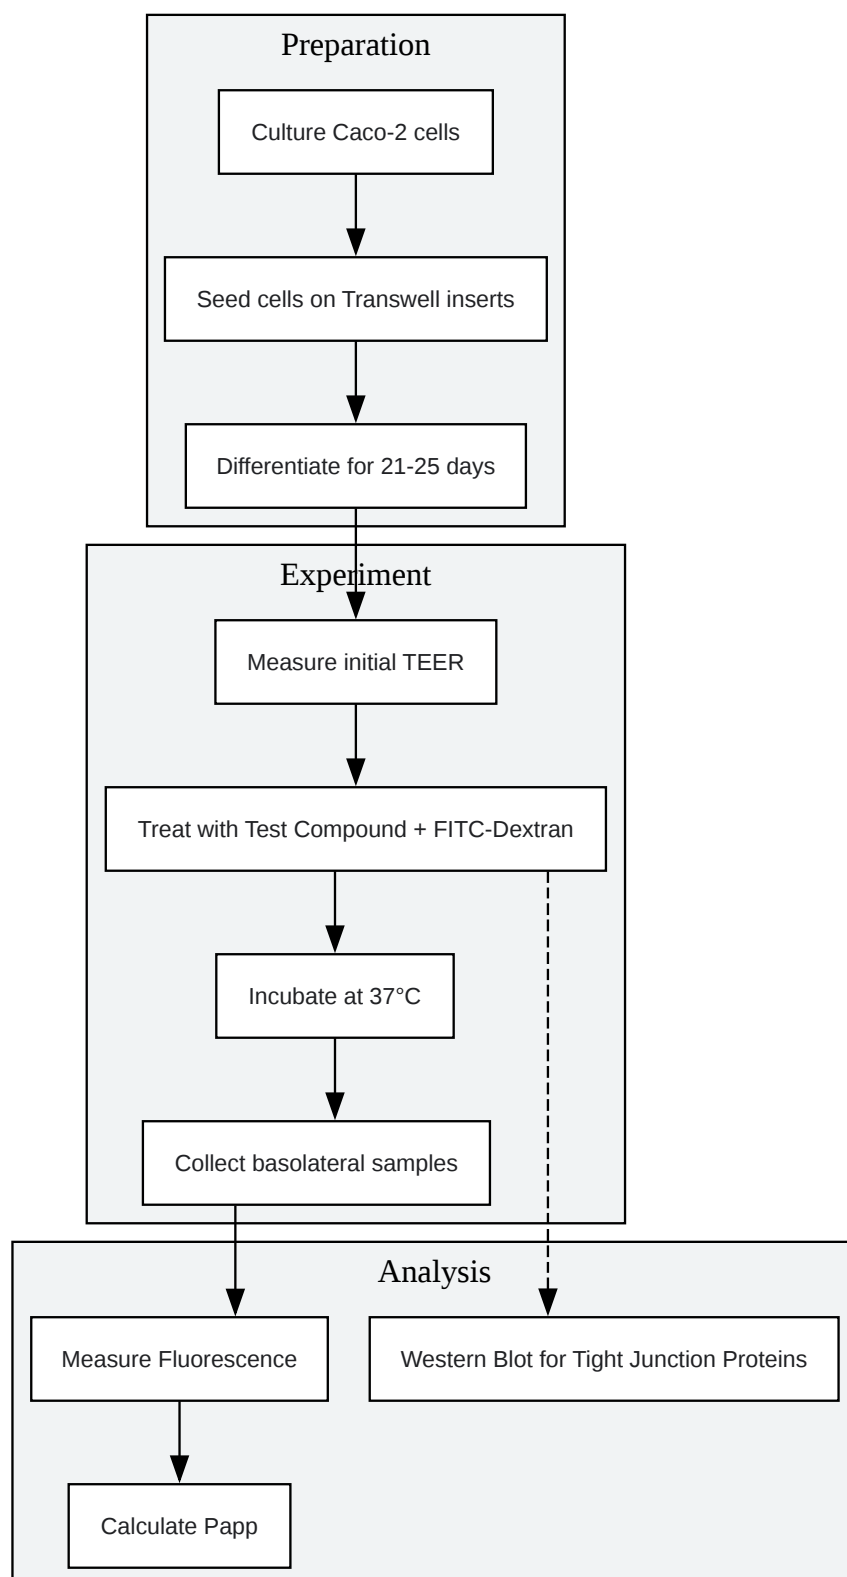 Preparation
Culture Caco-2 cells
Seed cells on Transwell inserts
Differentiate for 21-25 days
Experiment
Measure initial TEER
Treat with Test Compound + FITC-Dextran
Incubate at 37°C
Collect basolateral samples
Analysis
Measure Fluorescence
Western Blot for Tight Junction Proteins
Calculate Papp